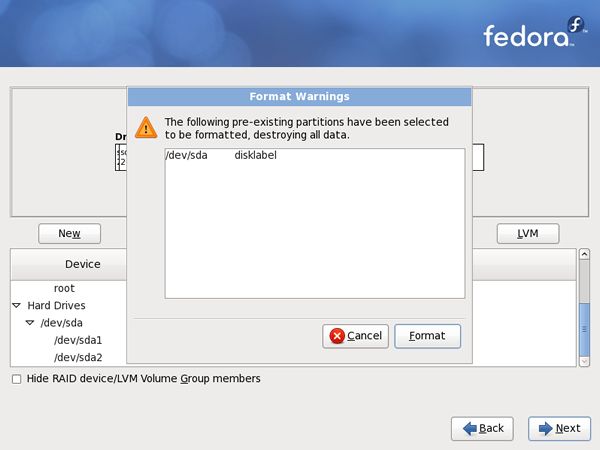 fedora
Format Warnings
The following pre-existing partitions have been selected
to be formatted, destroying all data.
/dev/sda disklabel
New
LVM
Device
root
Hard Drives
/dev/sda
/dev/sda1
/dev/sda2
Cancel
Format
Hide RAID device/LVM Volume Group members
Back
Next